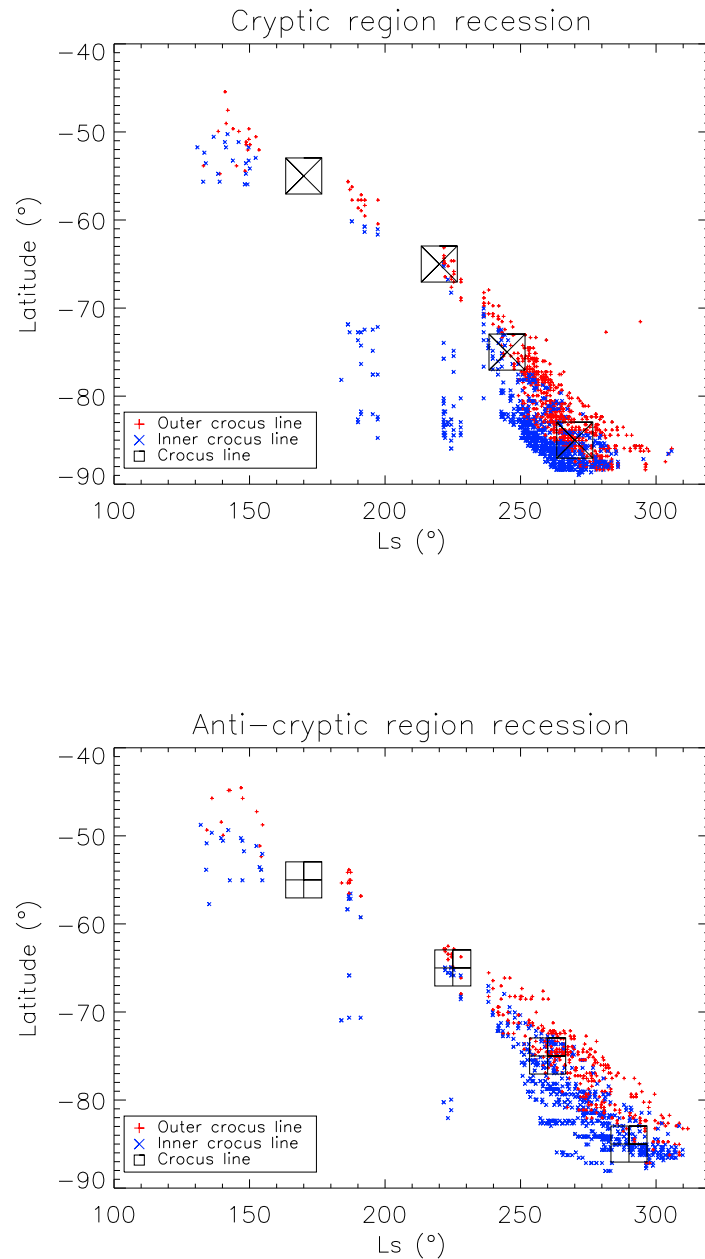 Cryptic region recession
−40
−50
−60
−70
−80
−90
Latitude (°)
Outer crocus line
Inner crocus line
Crocus line
100 150 200 250 300
Ls (°)
Anti−cryptic region recession
−40
−50
−60
−70
−80
−90
Latitude (°)
Outer crocus line
Inner crocus line
Crocus line
100 150 200 250 300
Ls (°)